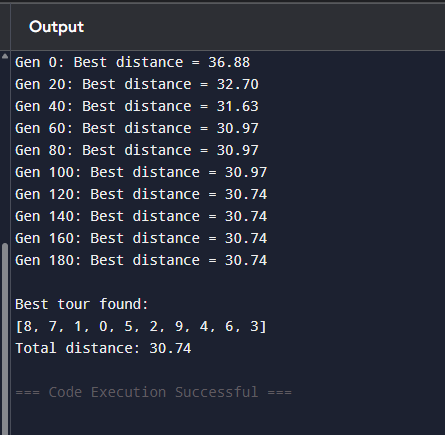 Output
Gen 0: Best distance = 36.88
Gen 20: Best distance = 32.70
Gen 40: Best distance = 31.63
Gen 60: Best distance = 30.97
Gen 80: Best distance = 30.97
Gen 100: Best distance = 30.97
Gen 120: Best distance = 30.74
Gen 140: Best distance = 30.74
Gen 160: Best distance = 30.74
Gen 180: Best distance = 30.74
Best tour found:
[8, 7, 1, 0, 5, 2, 9, 4, 6, 3]
Total distance: 30.74
=== Code Execution Successful ===